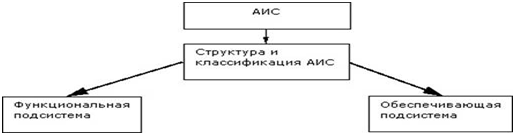 АИС
Структура и
классификация АИС
Функциональная
подсистема
Обеспечивающая
подсистема